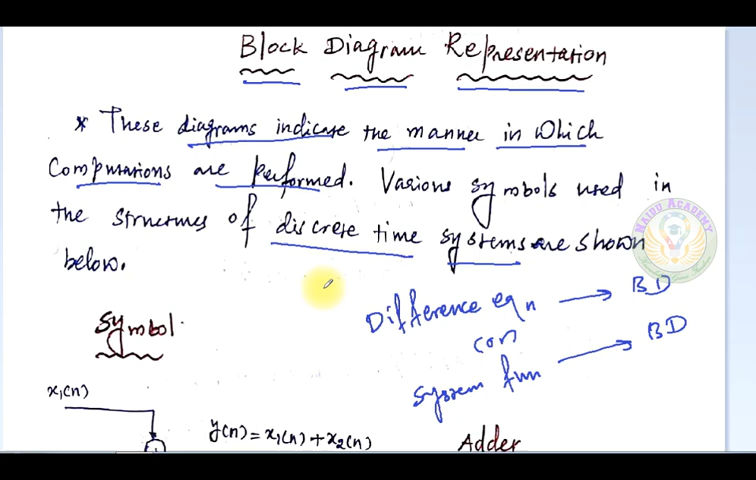 Block Diagram Representation
* These diagrams indicate the manner in which
Computations are performed. Various symbols used in
the structures of discrete time systems are shown
below.
NAIDU ACADEMY
Difference eqn → BD
(or)
System fun → BD
Symbol.
x₁(n)
y(n) = x₁(n) + x₂(n)
Adder